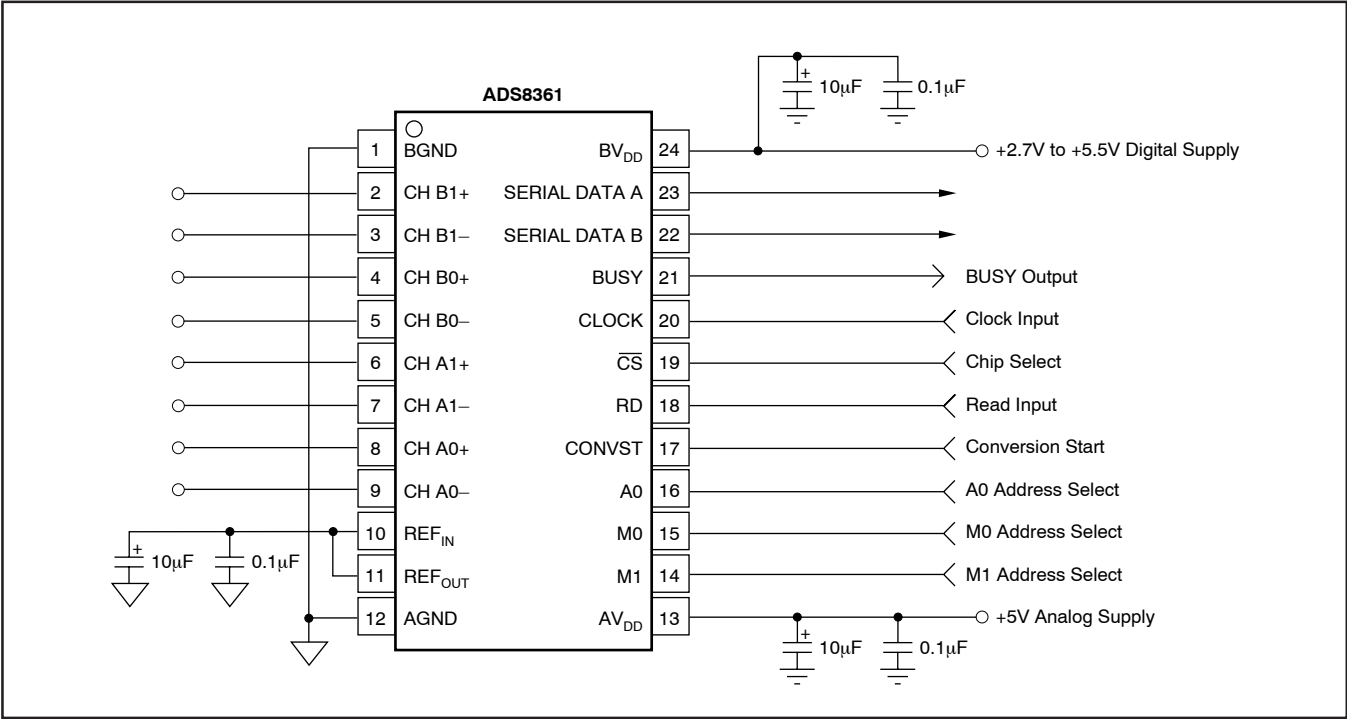 ADS8361
+
10μF
0.1μF
1 BGND
BVDD 24
+2.7V to +5.5V Digital Supply
2 CH B1+
SERIAL DATA A 23
3 CH B1–
SERIAL DATA B 22
4 CH B0+
BUSY 21
BUSY Output
5 CH B0–
CLOCK 20
Clock Input
6 CH A1+
CS 19
Chip Select
7 CH A1–
RD 18
Read Input
8 CH A0+
CONVST 17
Conversion Start
9 CH A0–
A0 16
A0 Address Select
10 REFIN
M0 15
M0 Address Select
+
10μF
0.1μF
11 REFOUT
M1 14
M1 Address Select
12 AGND
AVDD 13
+5V Analog Supply
+
10μF
0.1μF